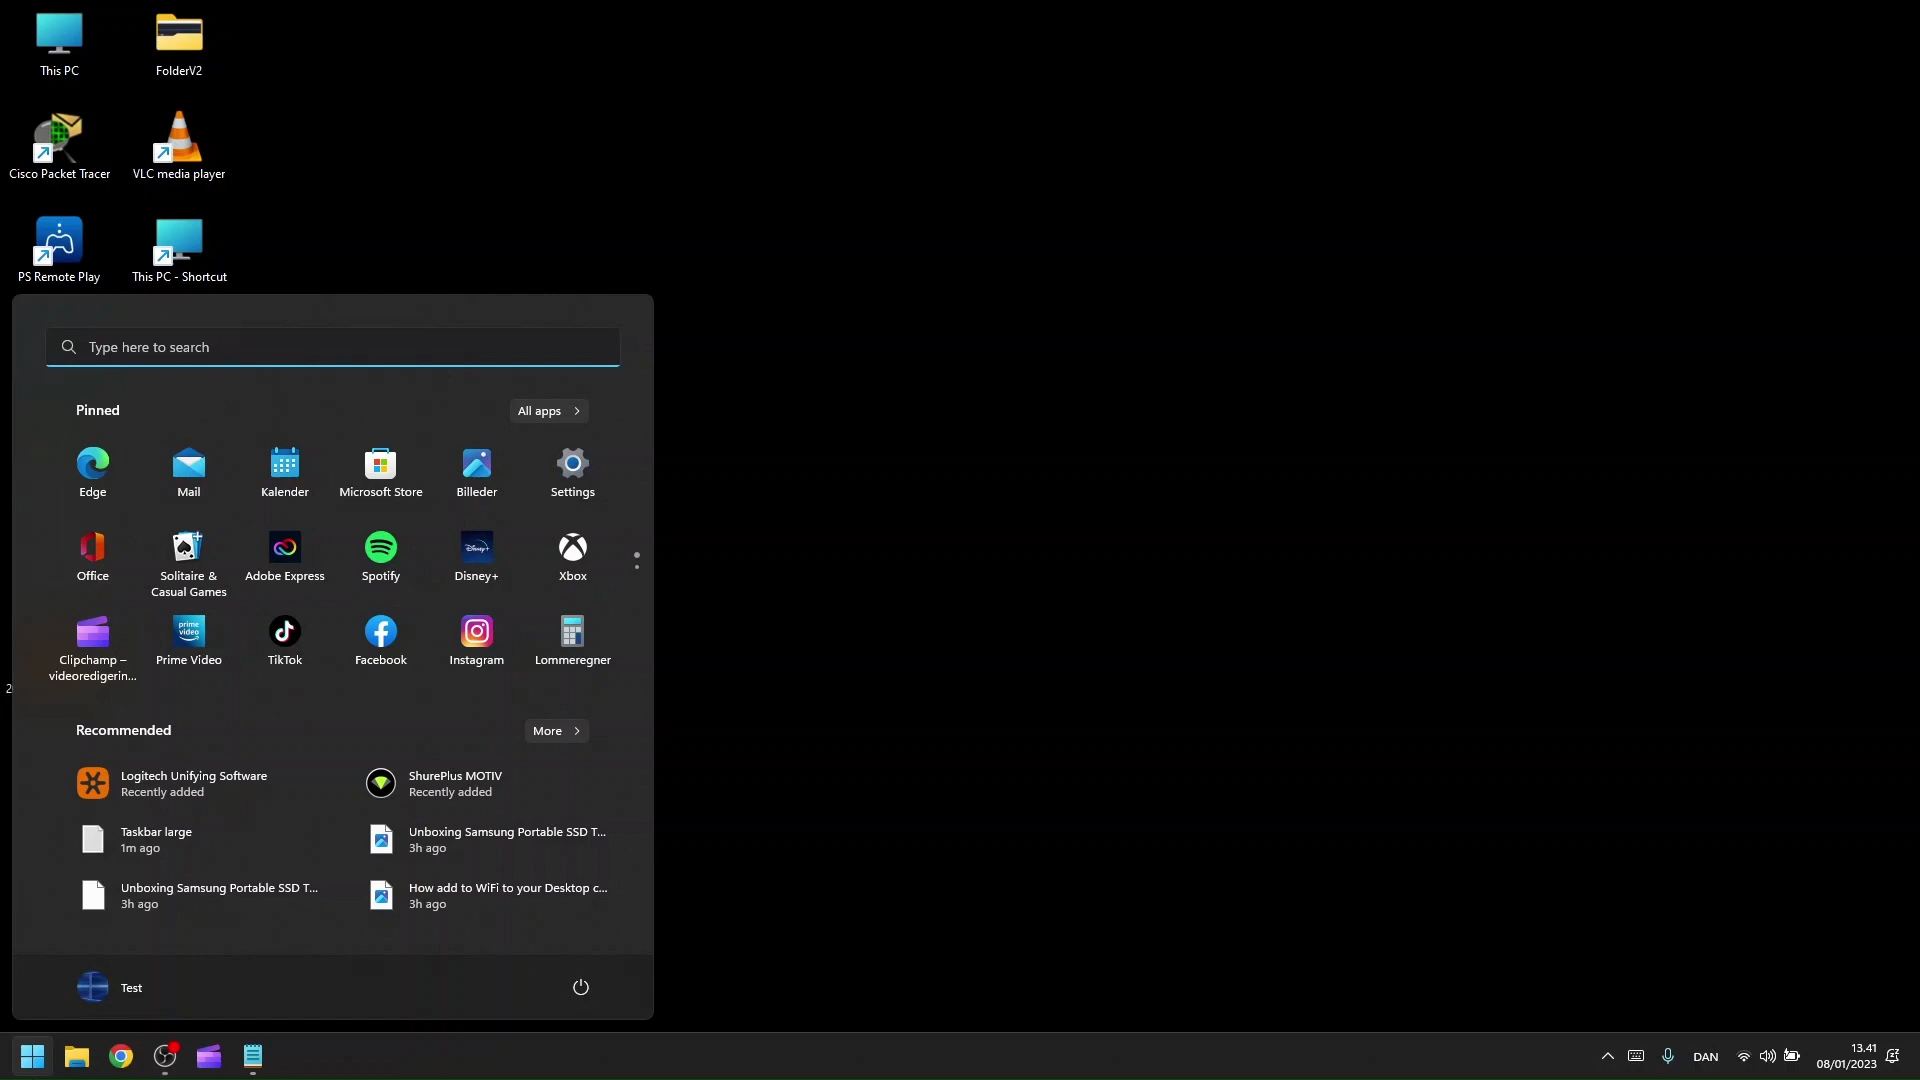 This PC
FolderV2
Cisco Packet Tracer
VLC media player
PS Remote Play
This PC - Shortcut
Type here to search
Pinned
All apps
Edge
Mail
Kalender
Microsoft Store
Billeder
Settings
Office
Solitaire &
Casual Games
Adobe Express
Disney+
Spotify
Disney+
Xbox
prime
video
Clipchamp –
videoredigerin...
Prime Video
TikTok
Facebook
Instagram
Lommeregner
2
Recommended
More
Logitech Unifying Software
Recently added
ShurePlus MOTIV
Recently added
Taskbar large
1m ago
Unboxing Samsung Portable SSD T...
3h ago
Unboxing Samsung Portable SSD T...
3h ago
How add to WiFi to your Desktop c...
3h ago
Test
DAN
13.41
08/01/2023